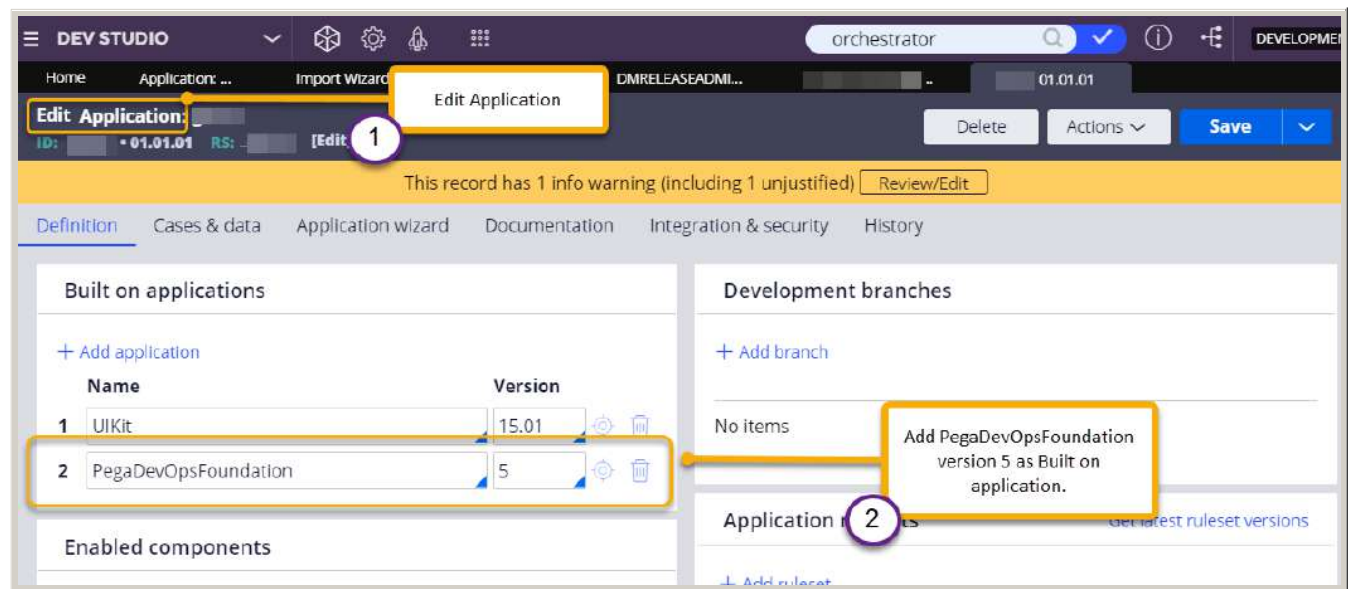 DEV STUDIO
orchestrator
DEVELOPME
Home
Application: ...
Import Wizard
DMRELEASEADMI...
..
01.01.01
Edit Application:
Edit Application
1
ID:
• 01.01.01 RS:
[Edit
Delete
Actions
Save
This record has 1 info warning (including 1 unjustified) Review/Edit
Definition
Cases & data
Application wizard
Documentation
Integration & security
History
Built on applications
Development branches
+ Add application
+ Add branch
Name
Version
1 UIKit 15.01
No items
2 PegaDevOpsFoundation 5
Add PegaDevOpsFoundation
version 5 as Built on
application.
2
Application
Get latest ruleset versions
Enabled components
+ Add ruleset